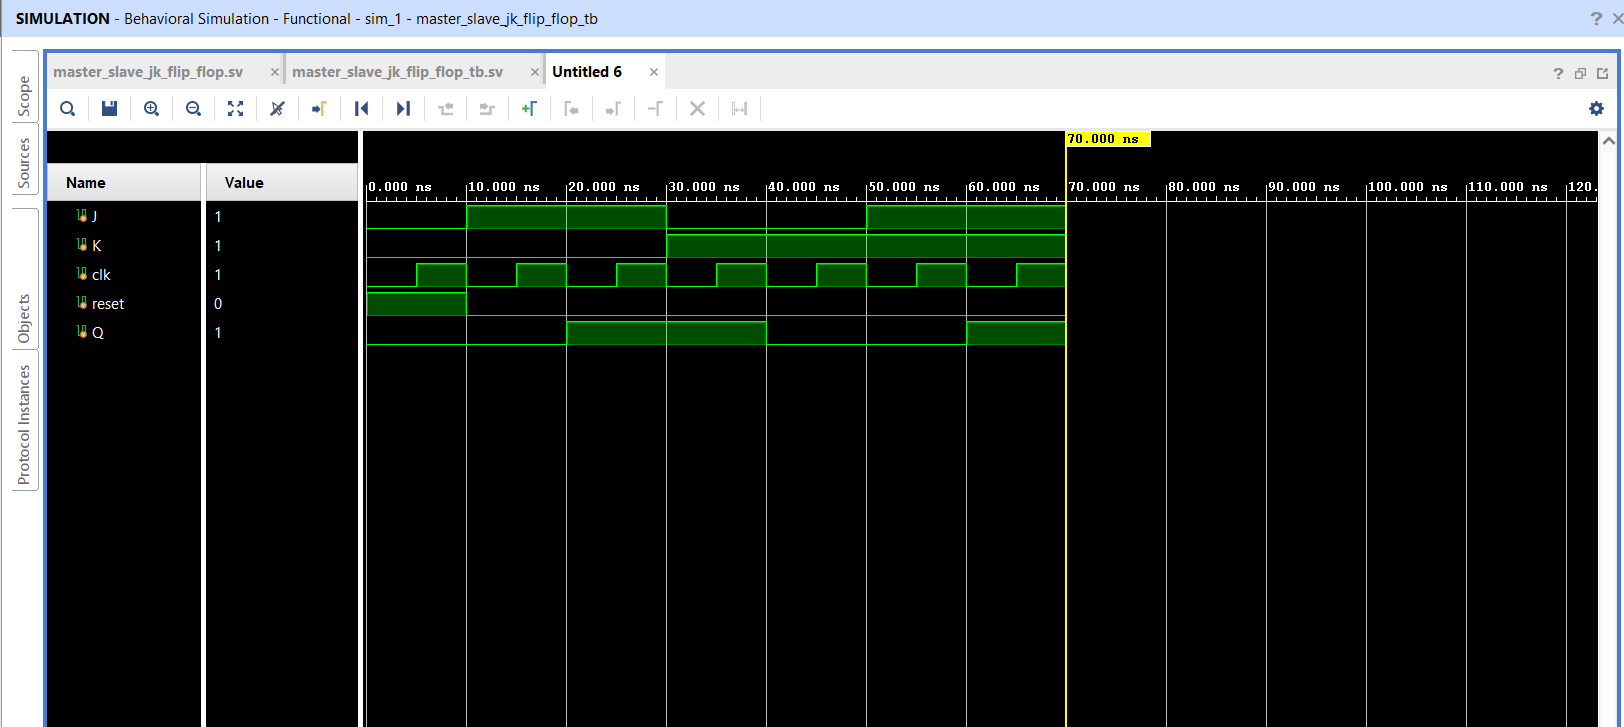 SIMULATION - Behavioral Simulation - Functional - sim_1 - master_slave_jk_flip_flop_tb
master_slave_jk_flip_flop.sv
master_slave_jk_flip_flop_tb.sv
Untitled 6
Scope
Sources
Objects
Protocol Instances
70.000 ns
Name Value
0.000 ns 10.000 ns 20.000 ns 30.000 ns 40.000 ns 50.000 ns 60.000 ns 70.000 ns 80.000 ns 90.000 ns 100.000 ns 110.000 ns 120.
J 1
K 1
clk 1
reset 0
Q 1